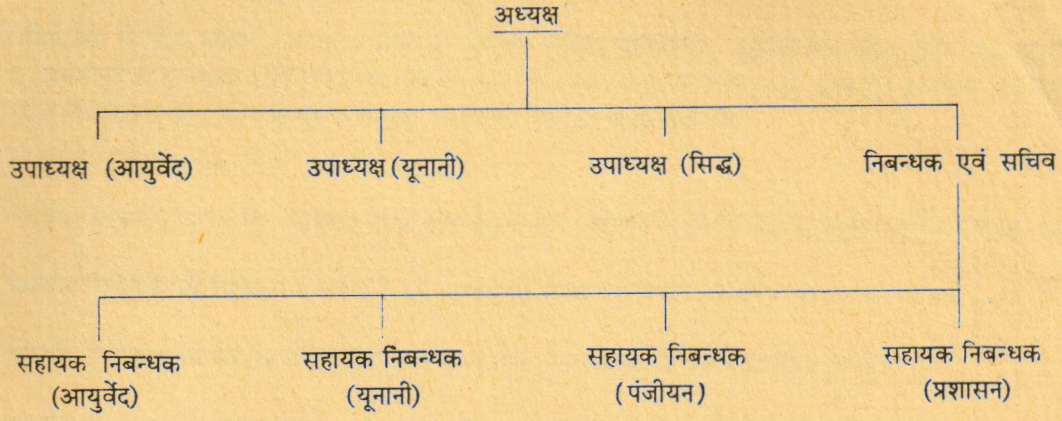 अध्यक्ष
उपाध्यक्ष (आयुर्वेद) उपाध्यक्ष (यूनानी) उपाध्यक्ष (सिद्ध) निबन्धक एवं सचिव
सहायक निबन्धक सहायक निबन्धक सहायक निबन्धक सहायक निबन्धक
(आयुर्वेद) (यूनानी) (पंजीयन) (प्रशासन)